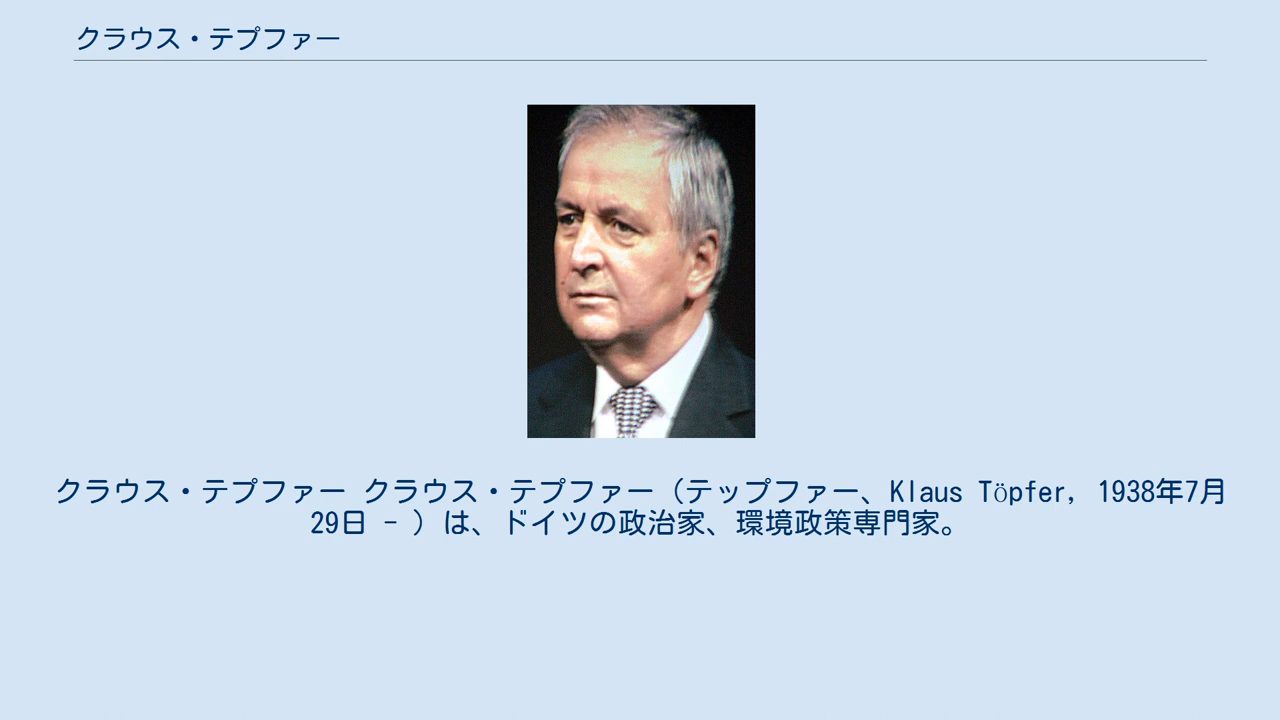 クラウス・テプファー
クラウス・テプファー クラウス・テプファー（テップファー、Klaus Töpfer, 1938年7月
29日 - ）は、ドイツの政治家、環境政策専門家。